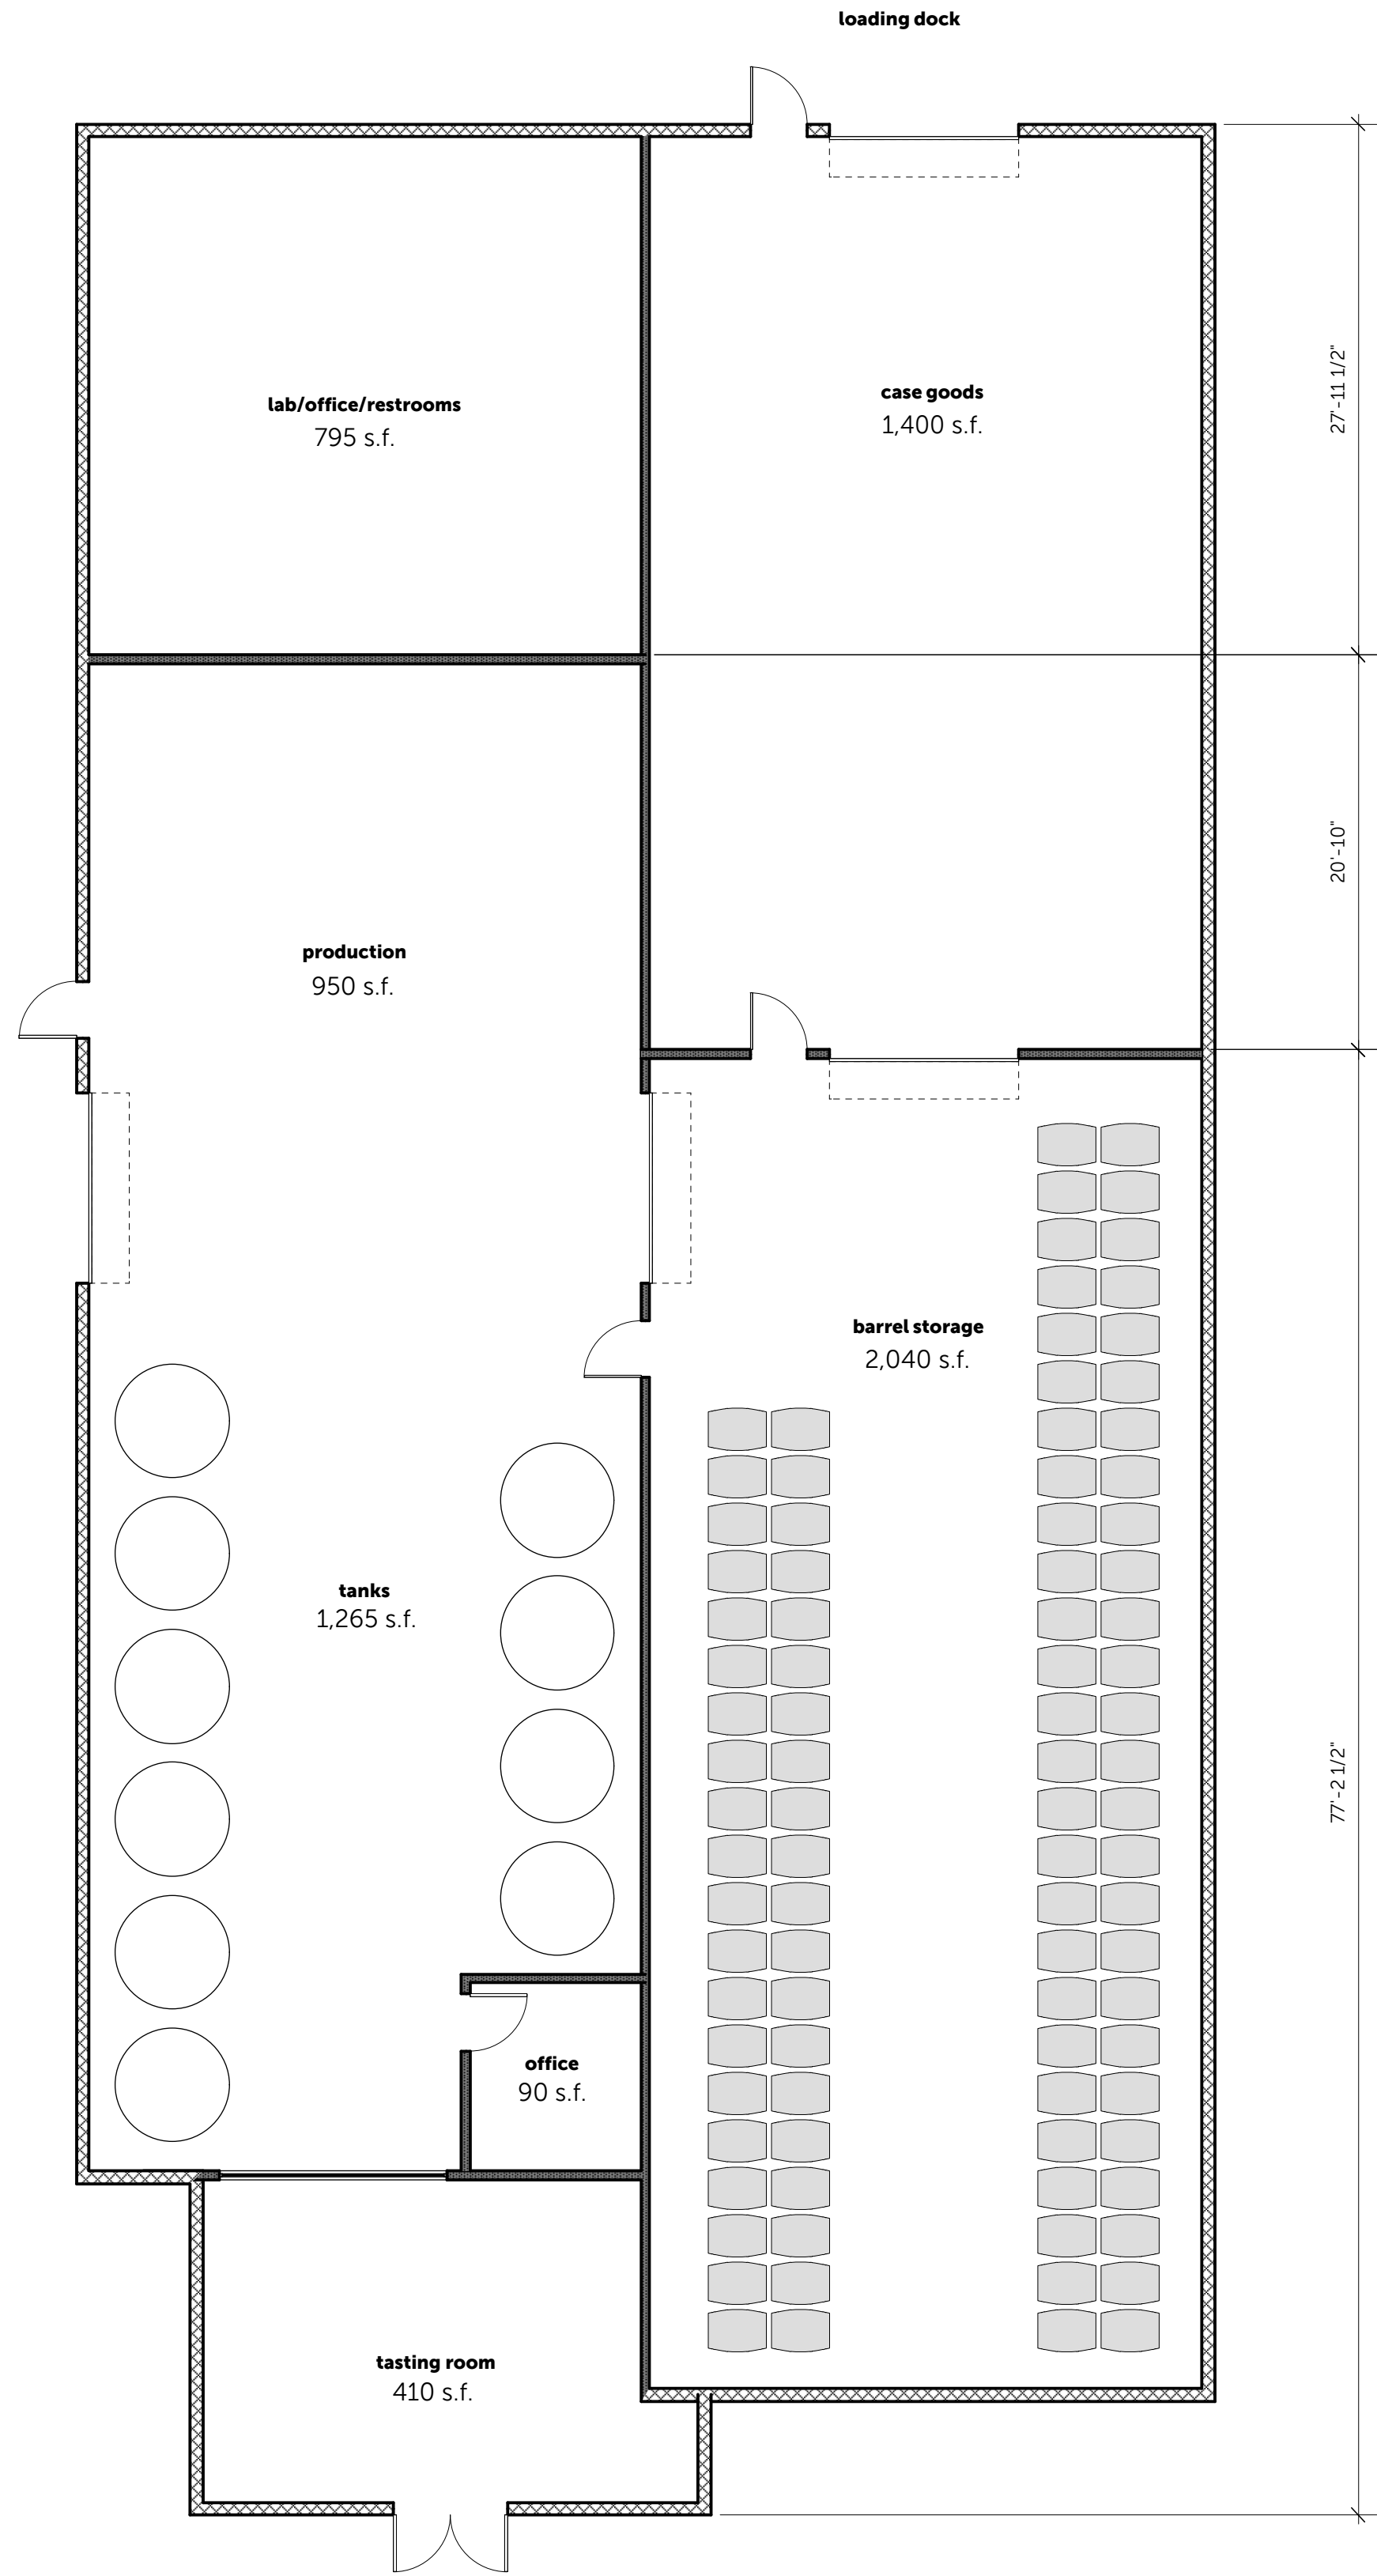 loading dock
lab/office/restrooms
795 s.f.
case goods
1,400 s.f.
27'-11 1/2"
20'-10"
production
950 s.f.
barrel storage
2,040 s.f.
tanks
1,265 s.f.
77'-2 1/2"
office
90 s.f.
tasting room
410 s.f.